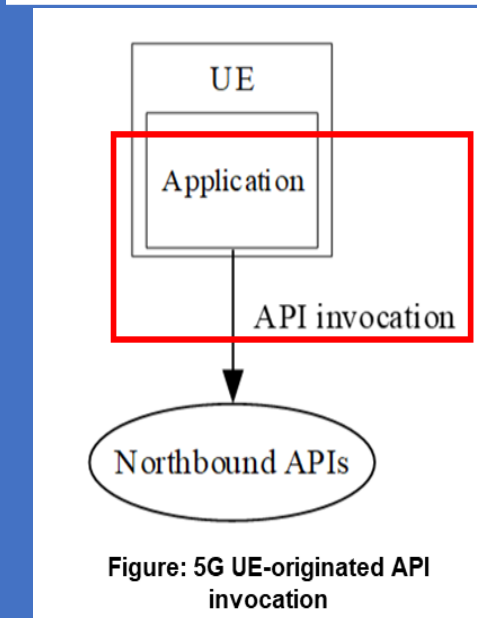 UE
Application
API invocation
Northbound APIs
Figure: 5G UE-originated API
invocation